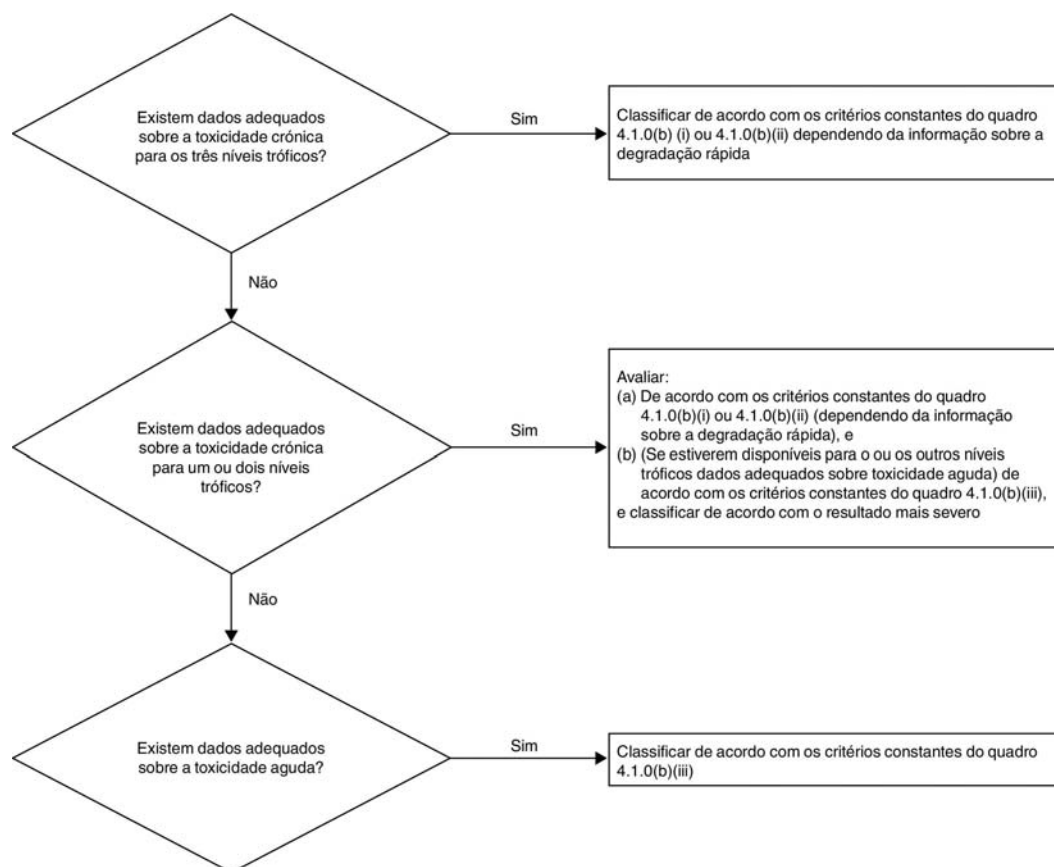 Existem dados adequados
sobre a toxicidade crónica
para os três níveis tróficos?
Sim
Classificar de acordo com os critérios constantes do quadro
4.1.0(b) (i) ou 4.1.0(b)(ii) dependendo da informação sobre a
degradação rápida
Não
Existem dados adequados
sobre a toxicidade crónica
para um ou dois níveis
tróficos?
Sim
Avaliar:
(a) De acordo com os critérios constantes do quadro
4.1.0(b)(i) ou 4.1.0(b)(ii) (dependendo da informação
sobre a degradação rápida), e
(b) (Se estiverem disponíveis para o ou os outros níveis
tróficos dados adequados sobre toxicidade aguda) de
acordo com os critérios constantes do quadro 4.1.0(b)(iii),
e classificar de acordo com o resultado mais severo
Não
Existem dados adequados
sobre a toxicidade aguda?
Sim
Classificar de acordo com os critérios constantes do quadro
4.1.0(b)(iii)